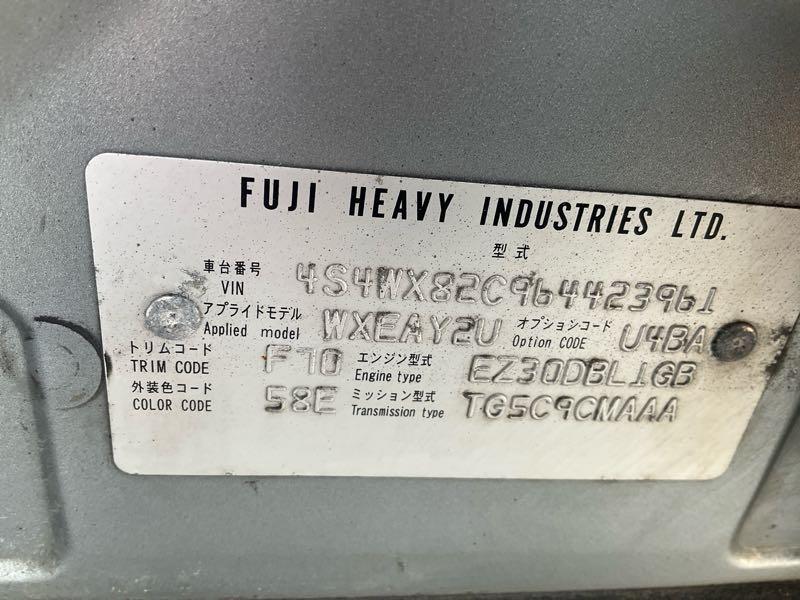 FUJI HEAVY INDUSTRIES LTD.
型式
車台番号
VIN 4S4WX82C964423961
アプライドモデル オプションコード
Applied model WXEAY2U Option CODE U4BA
トリムコード エンジン型式
TRIM CODE F70 Engine type EZ30DBL1GB
外装色コード ミッション型式
COLOR CODE 58E Transmission type TG5C9CMAAA